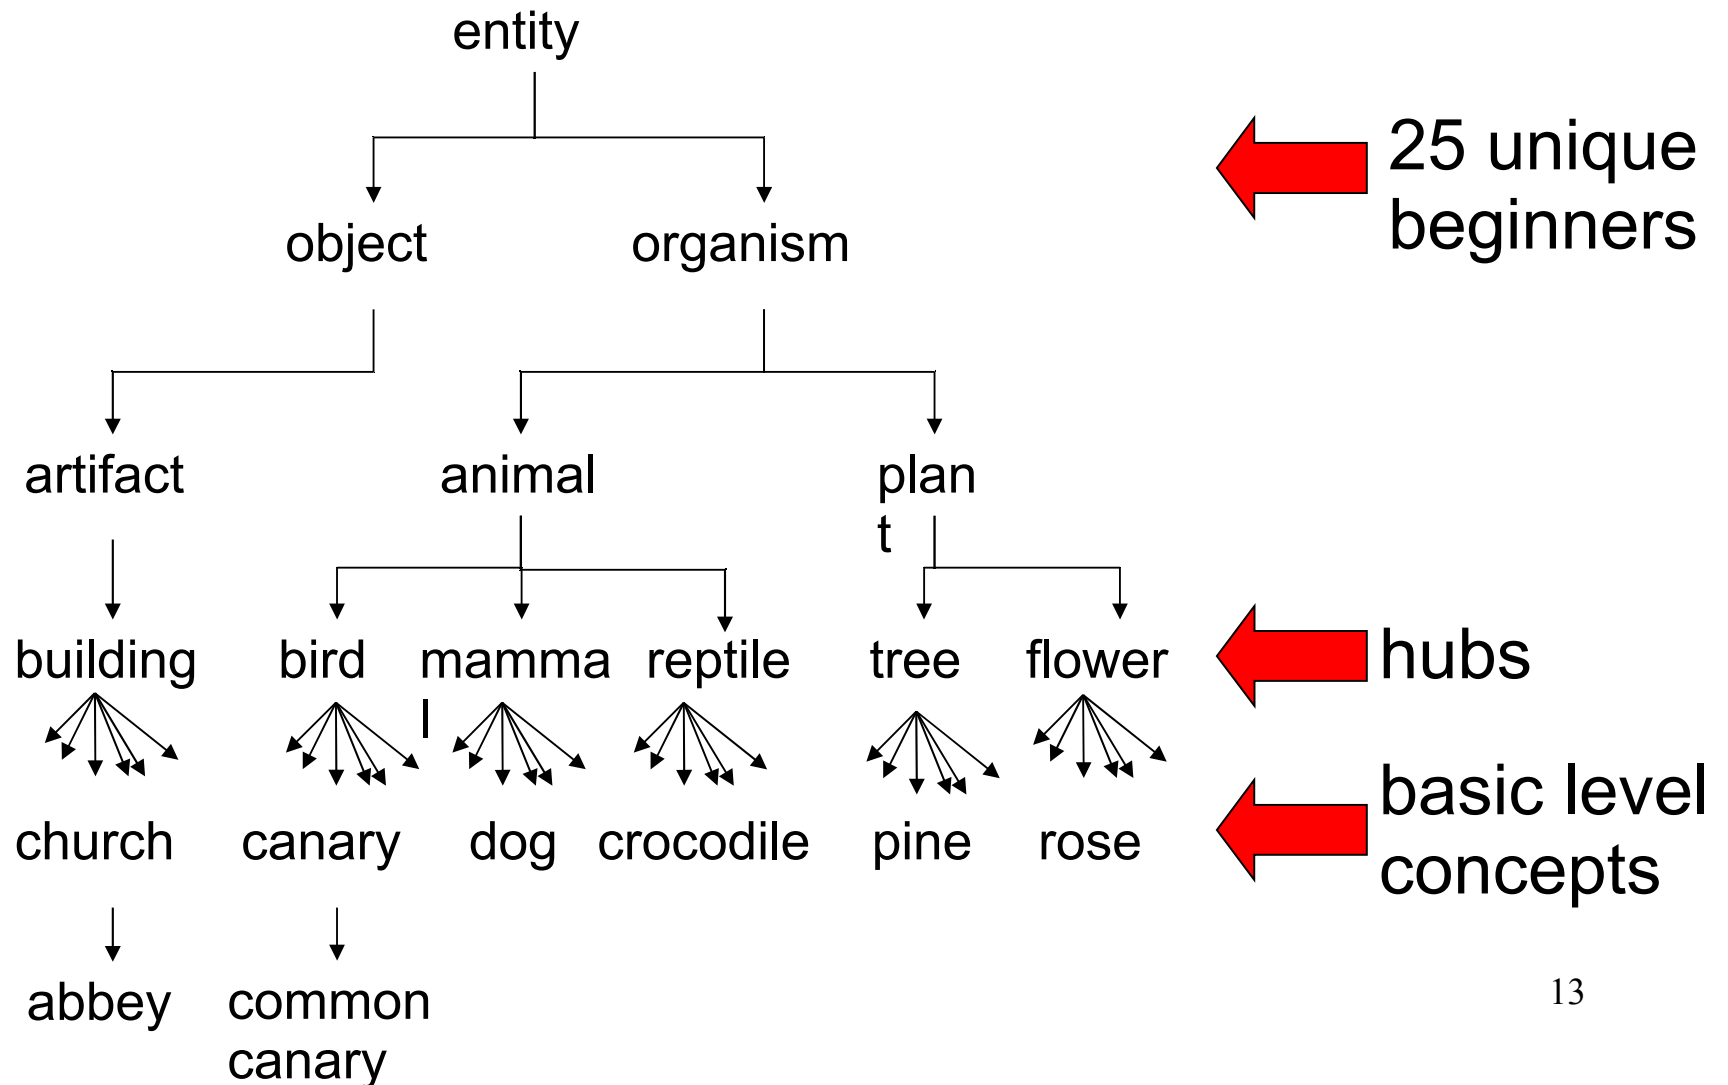 entity
25 unique
beginners
object
organism
artifact
animal
plan
t
building
bird
mamma
l
reptile
tree
flower
hubs
basic level
concepts
church
canary
dog
crocodile
pine
rose
abbey
common
canary
13